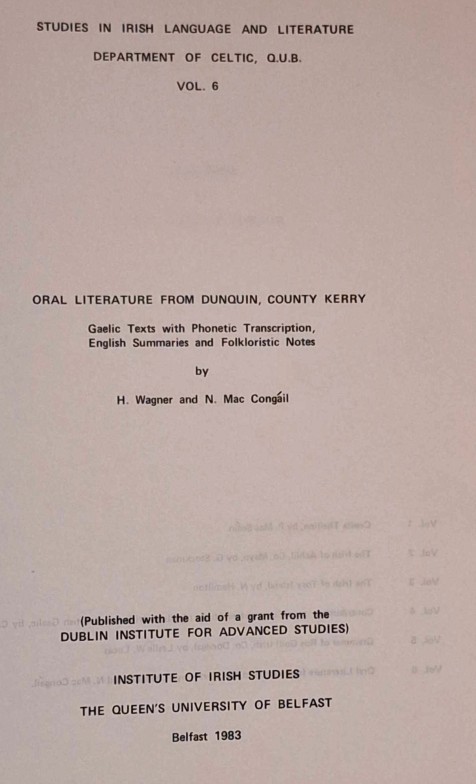 STUDIES IN IRISH LANGUAGE AND LITERATURE
DEPARTMENT OF CELTIC, Q.U.B.
VOL. 6
ORAL LITERATURE FROM DUNQUIN, COUNTY KERRY
Gaelic Texts with Phonetic Transcription,
English Summaries and Folkloristic Notes
by
H. Wagner and N. Mac Congáil
(Published with the aid of a grant from the
DUBLIN INSTITUTE FOR ADVANCED STUDIES)
INSTITUTE OF IRISH STUDIES
THE QUEEN'S UNIVERSITY OF BELFAST
Belfast 1983